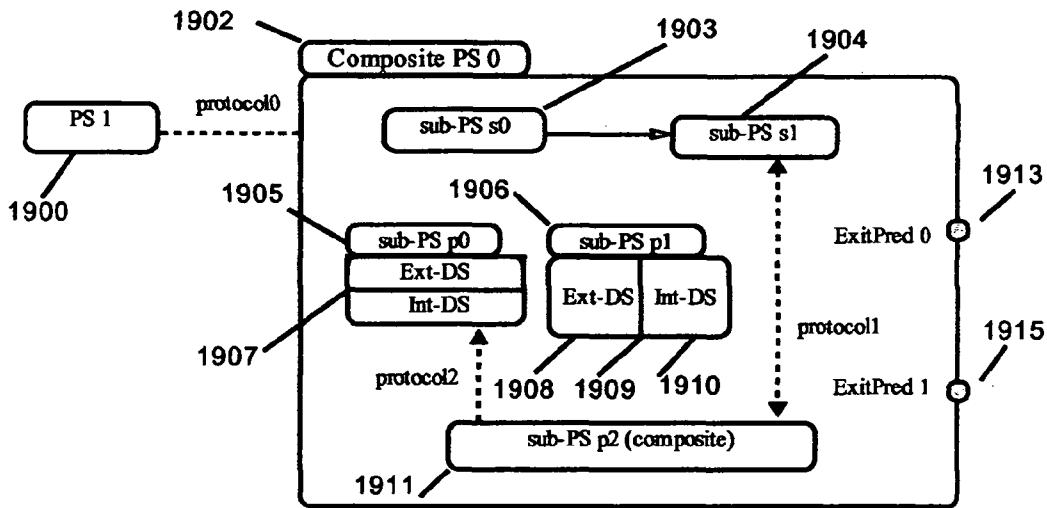 1902
1903
1904
Composite PS 0
PS 1
protocol0
sub-PS s0
sub-PS s1
1900
1905
1906
1913
sub-PS p0
sub-PS p1
ExitPred 0
Ext-DS
Int-DS
Ext-DS
Int-DS
protocol1
1907
protocol2
1908
1909
1910
1915
ExitPred 1
sub-PS p2 (composite)
1911